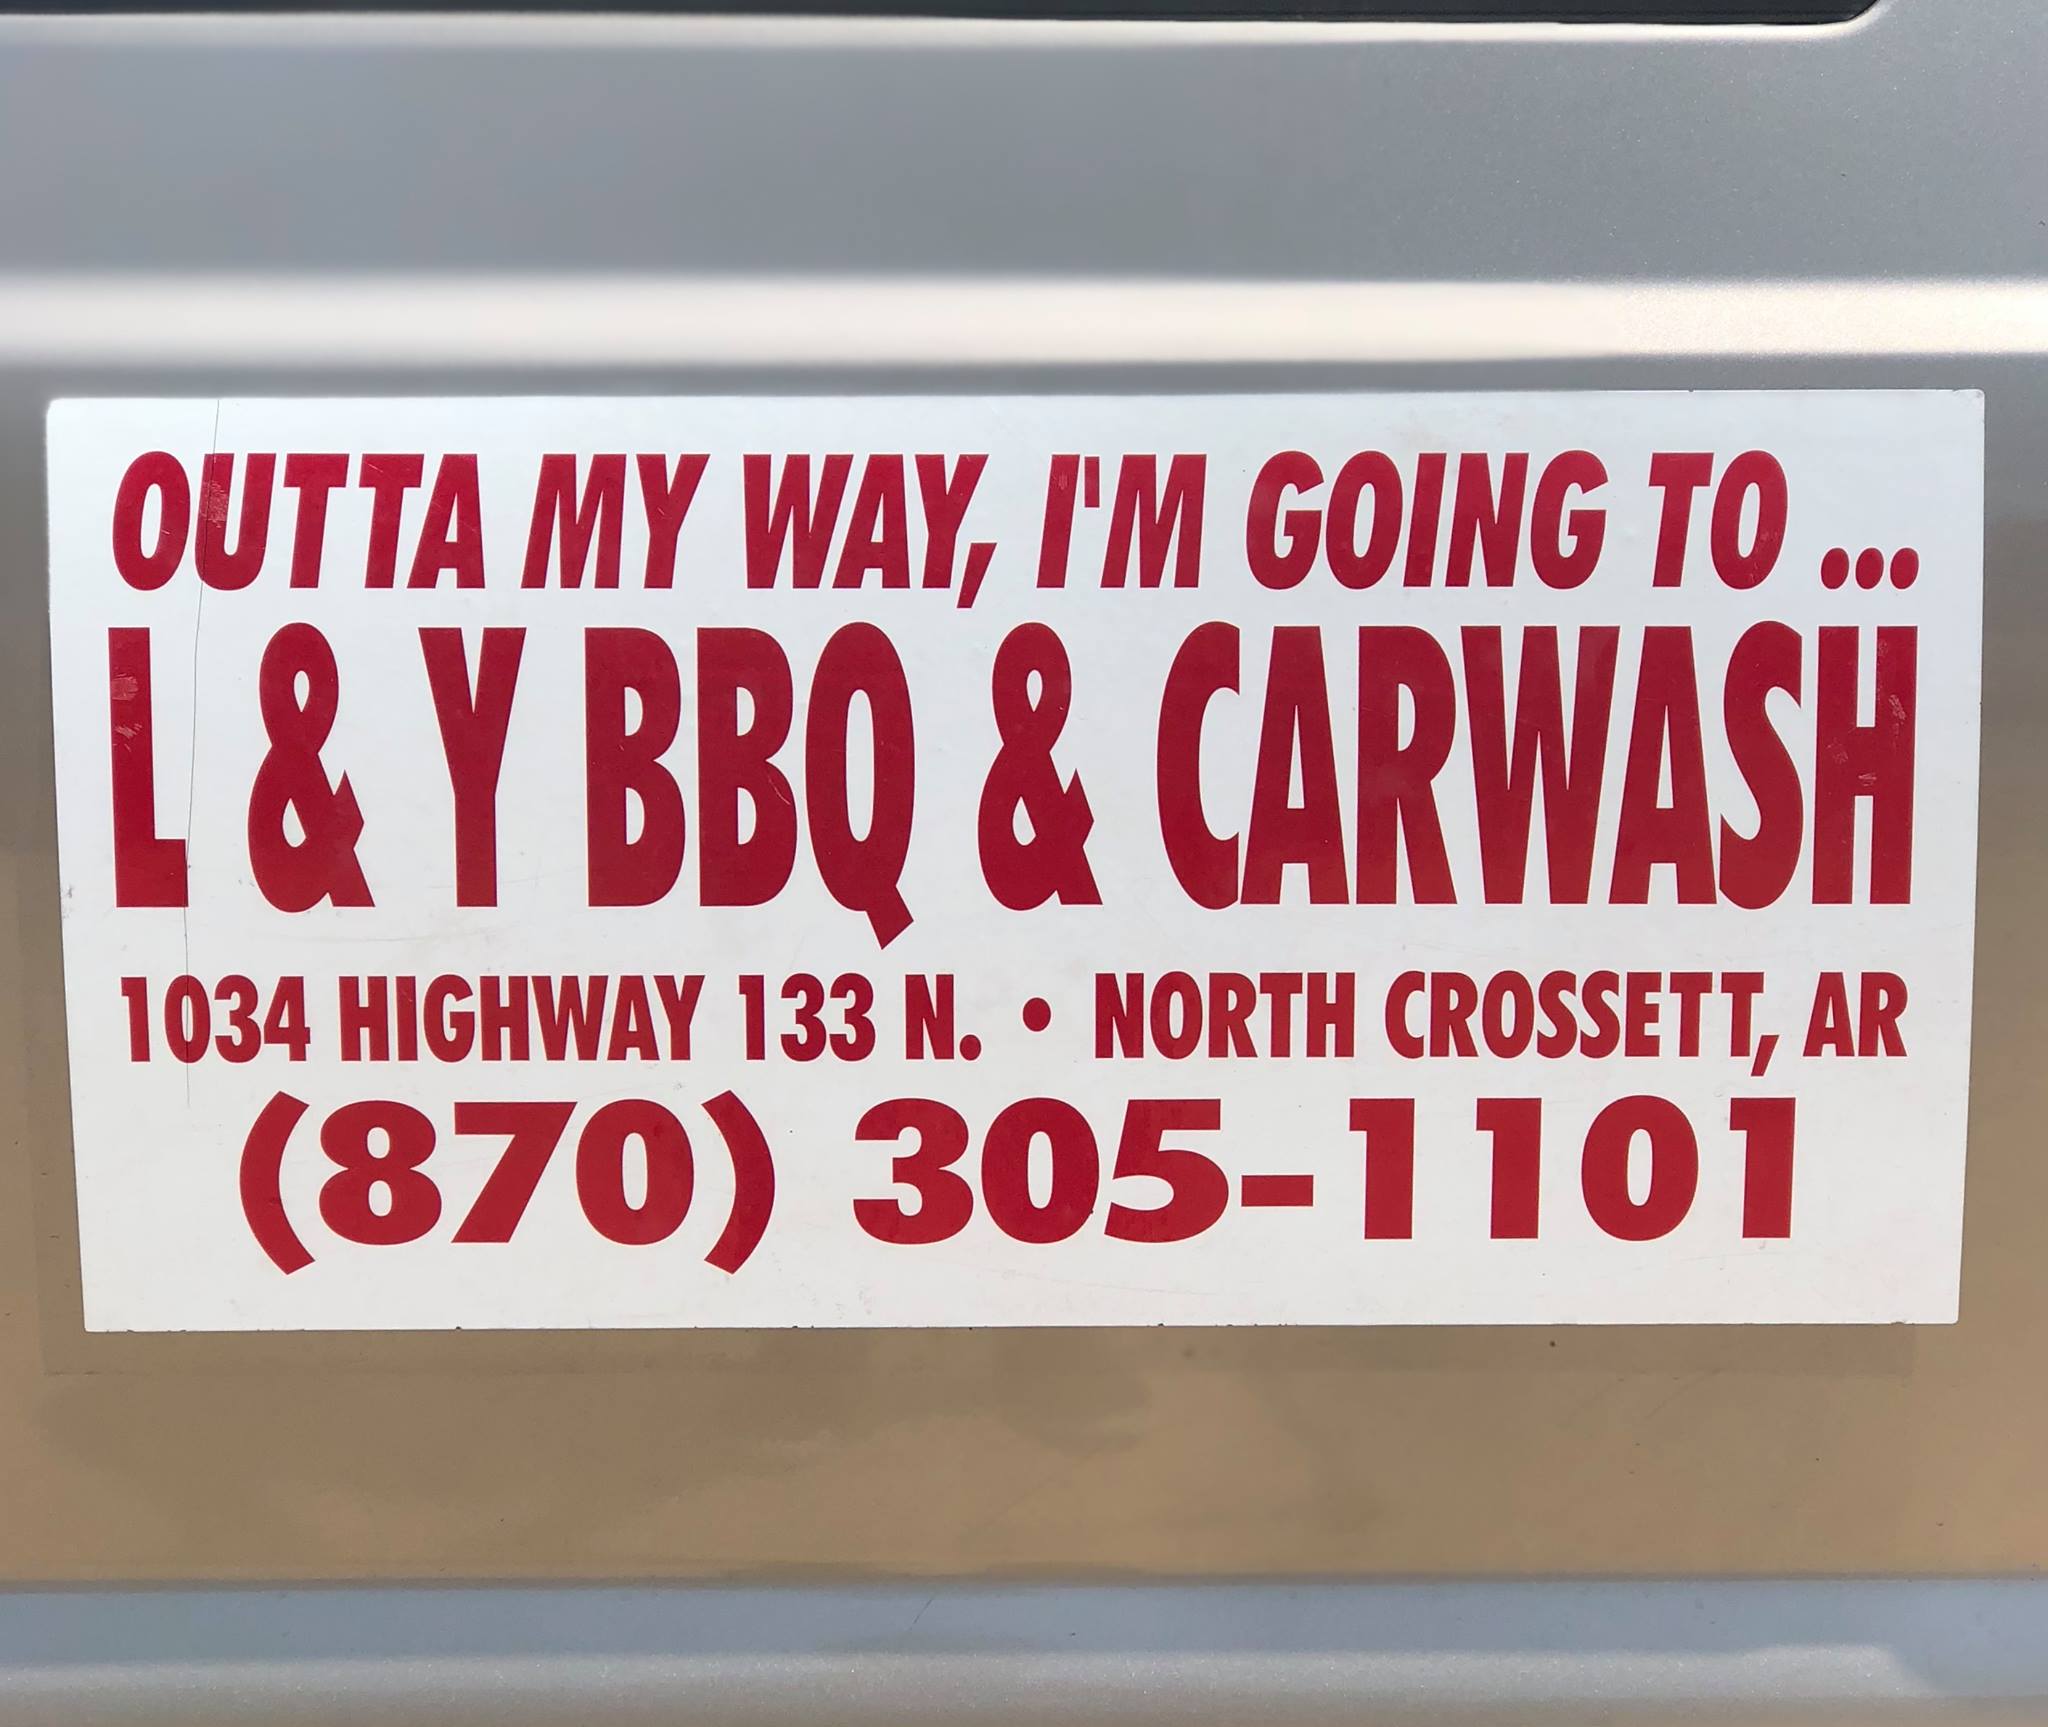 OUTTA MY WAY, I'M GOING TO ...
L & Y BBQ & CARWASH
1034 HIGHWAY 133 N. • NORTH CROSSETT, AR
(870) 305-1101